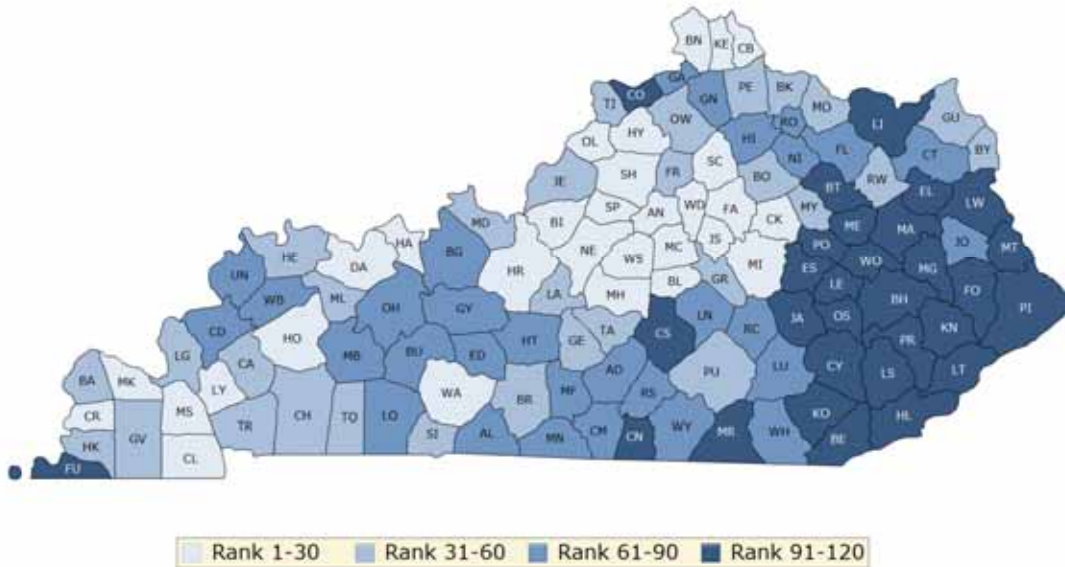 BN KE CB
GA
CO GN PE BK
TI OW MO LI GU
RO
OL HY HI
SC NI FL CT BY
JE SH FR BO BT RW
EL LW
SP AN WD FA CK MY
MD BI ME MA
HA JS PO JO MT
BG NE MC
HE DA HR WS MI ES WO MG
UN BL GR LE FO PI
WB ML LA MH BH
OH GY LN JA OS
CD HO TA CS RC KN
LG MB BU HT GE PR
CA ED AD PU LU CY LS LT
BA MK LY WA BR MF RS
CR MS KO HL
TR CH LO
HK GV SI AL MN CM CN WY MR WH BE
FU CL
Rank 1-30 Rank 31-60 Rank 61-90 Rank 91-120